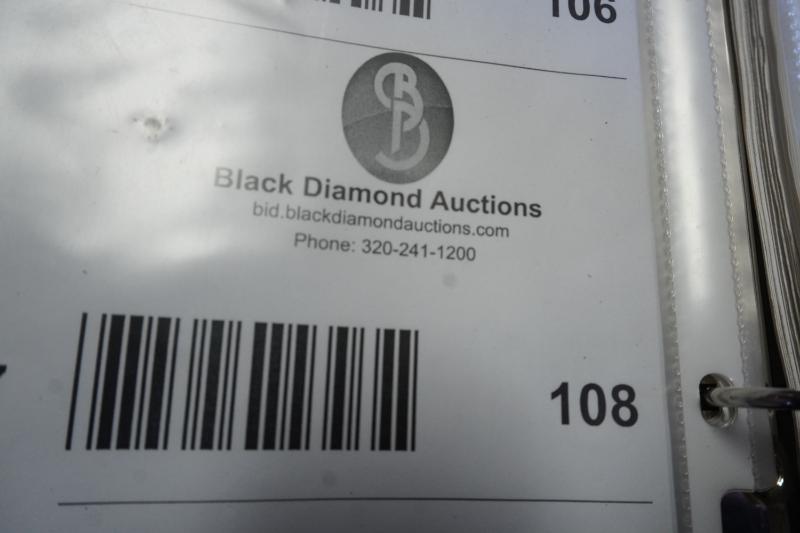 106
Black Diamond Auctions
bid.blackdiamondauctions.com
Phone: 320-241-1200
108